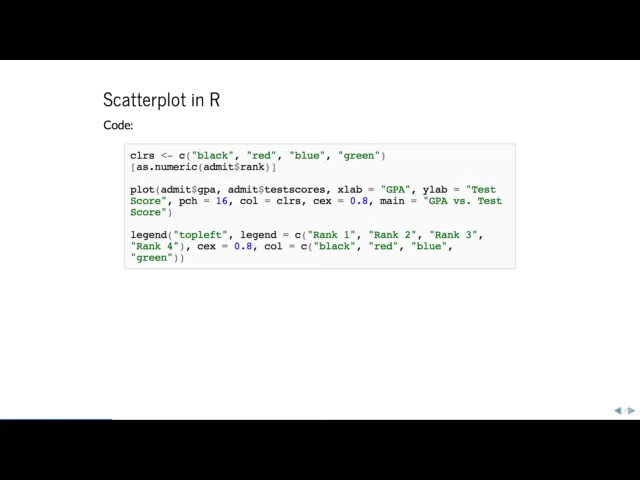 Scatterplot in R
Code:
clrs <- c("black", "red", "blue", "green")
[as.numeric(admit$rank)]
plot(admit$gpa, admit$testscores, xlab = "GPA", ylab = "Test
Score", pch = 16, col = clrs, cex = 0.8, main = "GPA vs. Test
Score")
legend("topleft", legend = c("Rank 1", "Rank 2", "Rank 3",
"Rank 4"), cex = 0.8, col = c("black", "red", "blue",
"green"))